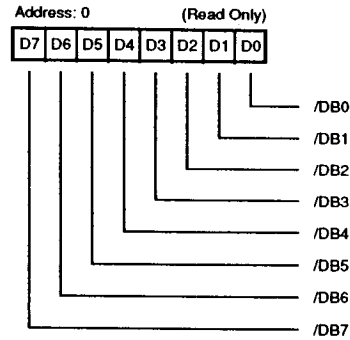 Address: 0 (Read Only)
D7 D6 D5 D4 D3 D2 D1 D0
/DB0
/DB1
/DB2
/DB3
/DB4
/DB5
/DB6
/DB7